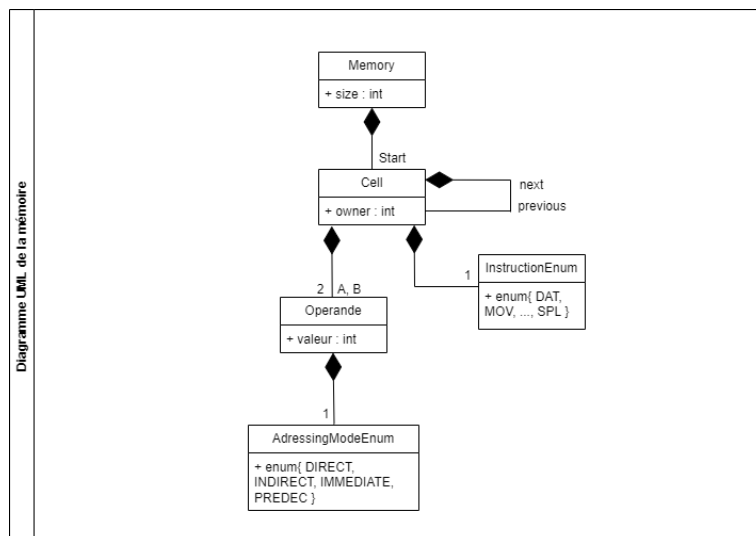 Diagramme UML de la mémoire
Memory
+ size : int
Start
Cell
+ owner : int
next
previous
2 A, B
1
InstructionEnum
+ enum{ DAT,
MOV, ..., SPL }
Operande
+ valeur : int
1
AdressingModeEnum
+ enum{ DIRECT,
INDIRECT, IMMEDIATE,
PREDEC }